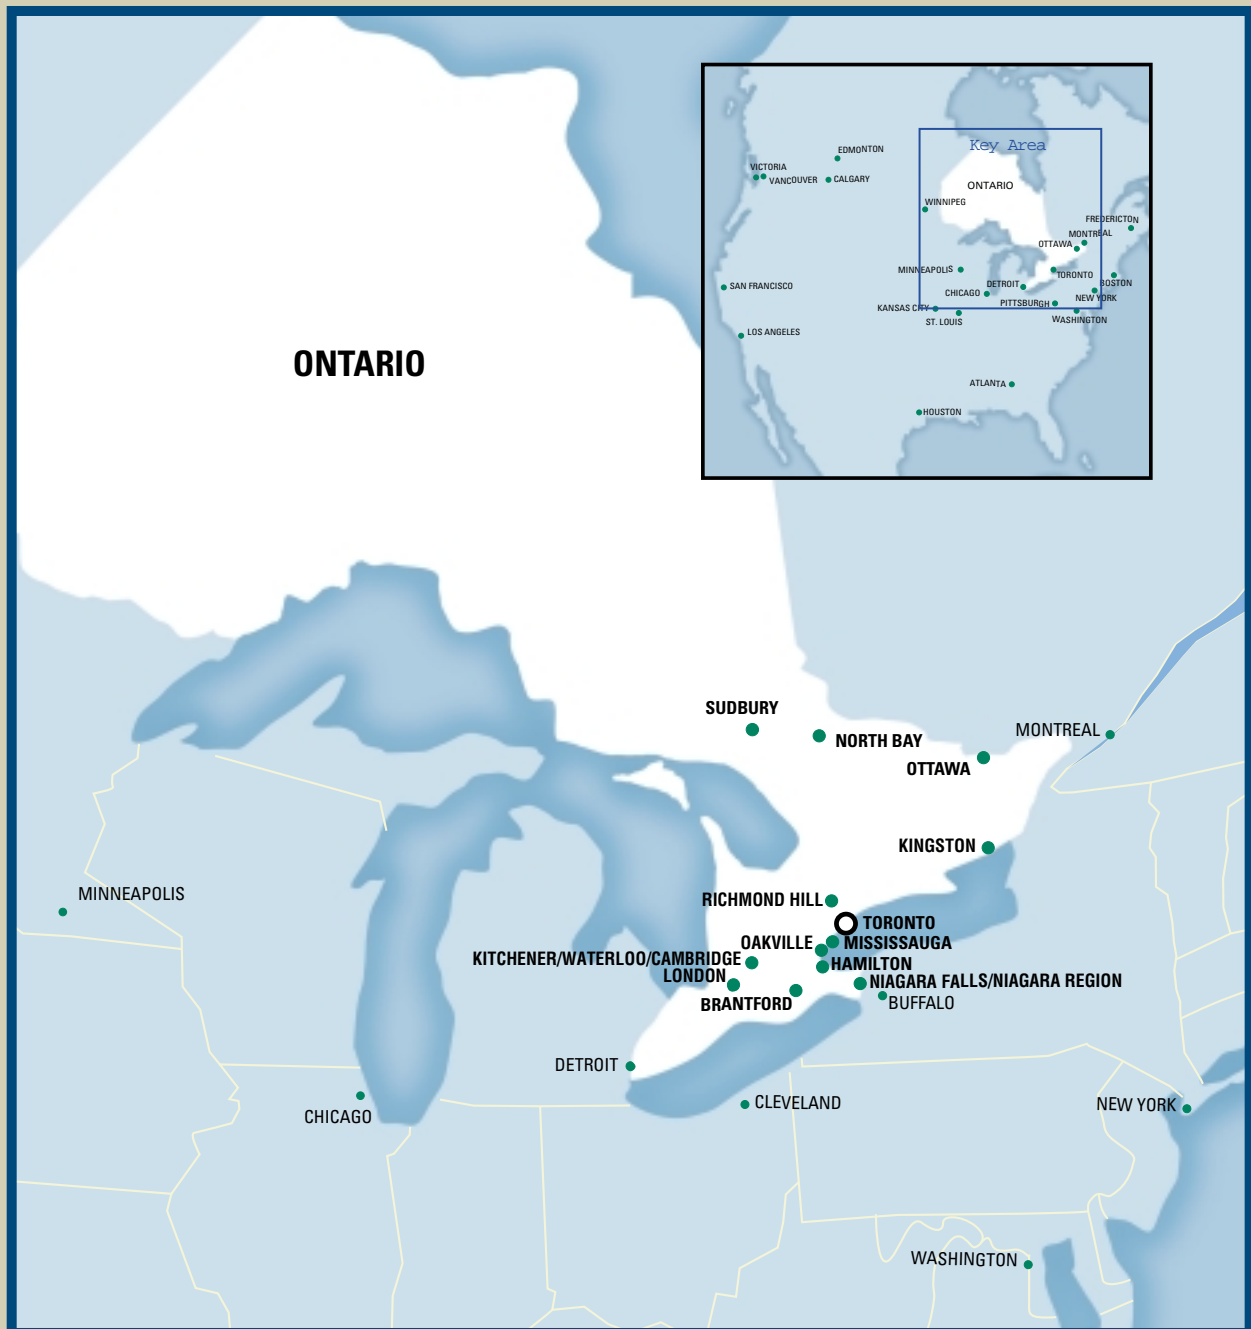 Key Area
EDMONTON
VICTORIA
VANCOUVER
CALGARY
ONTARIO
WINNIPEG
FREDERICTON
MONTREAL
OTTAWA
MINNEAPOLIS
TORONTO
BOSTON
DETROIT
SAN FRANCISCO
CHICAGO
NEW YORK
PITTSBURGH
KANSAS CITY
WASHINGTON
ST. LOUIS
LOS ANGELES
ATLANTA
HOUSTON
ONTARIO
SUDBURY
NORTH BAY
MONTREAL
OTTAWA
KINGSTON
MINNEAPOLIS
RICHMOND HILL
TORONTO
OAKVILLE
MISSISSAUGA
KITCHENER/WATERLOO/CAMBRIDGE
HAMILTON
LONDON
NIAGARA FALLS/NIAGARA REGION
BRANTFORD
BUFFALO
DETROIT
CLEVELAND
NEW YORK
CHICAGO
WASHINGTON